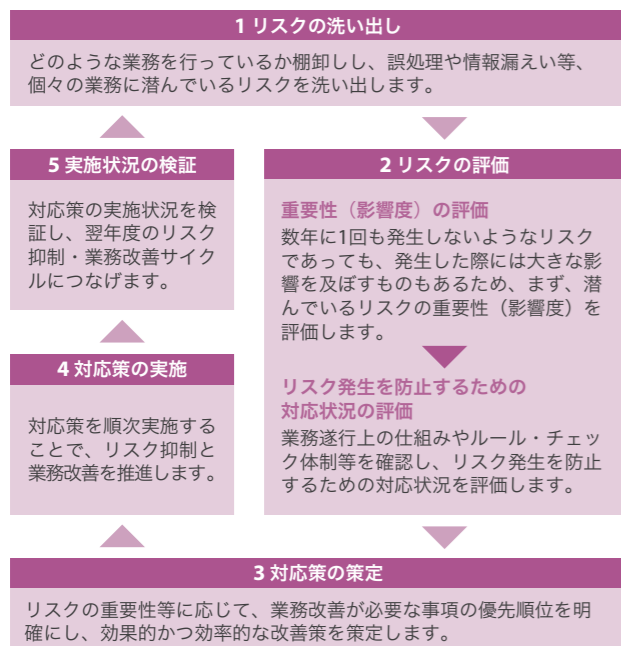 1 リスクの洗い出し
どのような業務を行っているか棚卸しし、誤処理や情報漏えい等、
個々の業務に潜んでいるリスクを洗い出します。
2 リスクの評価
重要性（影響度）の評価
数年に1回も発生しないようなリスク
であっても、発生した際には大きな影
響を及ぼすものもあるため、まず、潜
んでいるリスクの重要性（影響度）を
評価します。
リスク発生を防止するための
対応状況の評価
業務遂行上の仕組みやルール・チェッ
ク体制等を確認し、リスク発生を防止
するための対応状況を評価します。
3 対応策の策定
リスクの重要性等に応じて、業務改善が必要な事項の優先順位を明
確にし、効果的かつ効率的な改善策を策定します。
4 対応策の実施
対応策を順次実施する
ことで、リスク抑制と
業務改善を推進します。
5 実施状況の検証
対応策の実施状況を検
証し、翌年度のリスク
抑制・業務改善サイク
ルにつなげます。